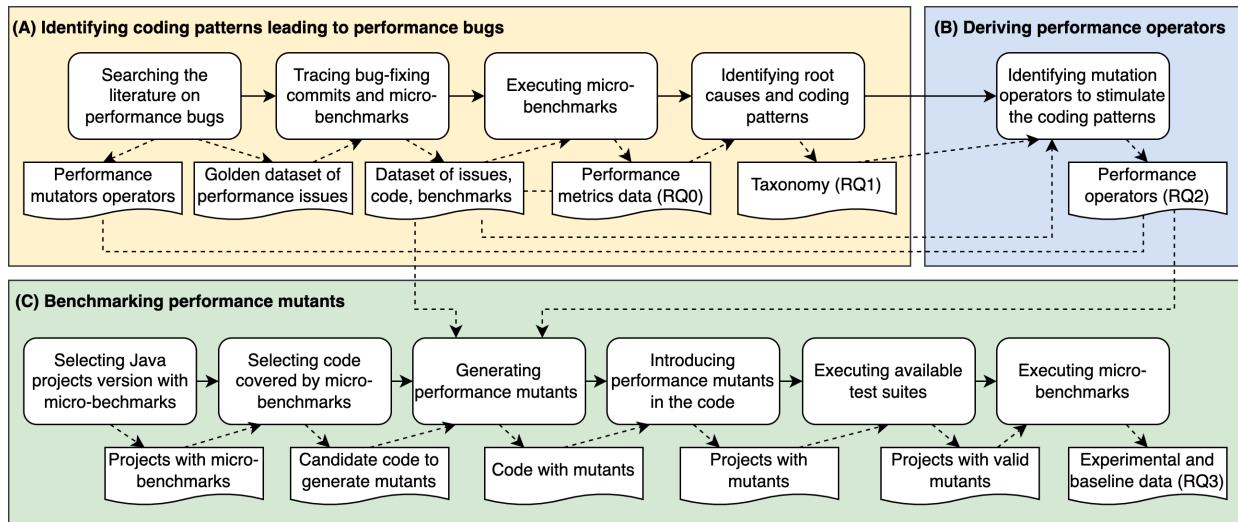 (A) Identifying coding patterns leading to performance bugs
Searching the
literature on
performance bugs
Tracing bug-fixing
commits and micro-
benchmarks
Executing micro-
benchmarks
Identifying root
causes and coding
patterns
Performance
mutators operators
Golden dataset of
performance issues
Dataset of issues,
code, benchmarks
Performance
metrics data (RQ0)
Taxonomy (RQ1)
(B) Deriving performance operators
Identifying mutation
operators to stimulate
the coding patterns
Performance
operators (RQ2)
(C) Benchmarking performance mutants
Selecting Java
projects version with
micro-bechmarks
Selecting code
covered by micro-
benchmarks
Generating
performance mutants
Introducing
performance mutants
in the code
Executing available
test suites
Executing micro-
benchmarks
Projects with micro-
benchmarks
Candidate code to
generate mutants
Code with mutants
Projects with
mutants
Projects with valid
mutants
Experimental and
baseline data (RQ3)